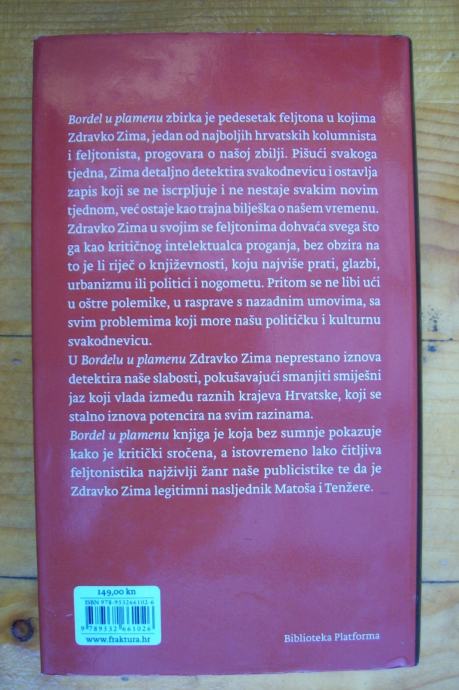 Bordel u plamenu zbirka je pedesetak feljtona u kojima
Zdravko Zima, jedan od najboljih hrvatskih kolumnista
i feljtonista, progovara o našoj zbilji. Pišući svakoga
tjedna, Zima detaljno detektira svakodnevicu i ostavlja
zapis koji se ne iscrpljuje i ne nestaje svakim novim
tjednom, već ostaje kao trajna bilješka o našem vremenu.
Zdravko Zima u svojim se feljtonima dohvaća svega što
ga kao kritičnog intelektualca proganja, bez obzira na
to je li riječ o književnosti, koju najviše prati, glazbi,
urbanizmu ili politici i nogometu. Pritom se ne libi ući
u oštre polemike, u rasprave s nazadnim umovima, sa
svim problemima koji more našu političku i kulturnu
svakodnevicu.
U Bordelu u plamenu Zdravko Zima neprestano iznova
detektira naše slabosti, pokušavajući smanjiti smiješni
jaz koji vlada između raznih krajeva Hrvatske, koji se
stalno iznova potencira na svim razinama.
Bordel u plamenu knjiga je koja bez sumnje pokazuje
kako je kritički sročena, a istovremeno lako čitljiva
feljtonistika najživlji žanr naše publicistike te da je
Zdravko Zima legitimni nasljednik Matoša i Tenžere.
149,00 kn
ISBN 978-953266102-6
9 789532 661026
www.fraktura.hr
Biblioteka Platforma